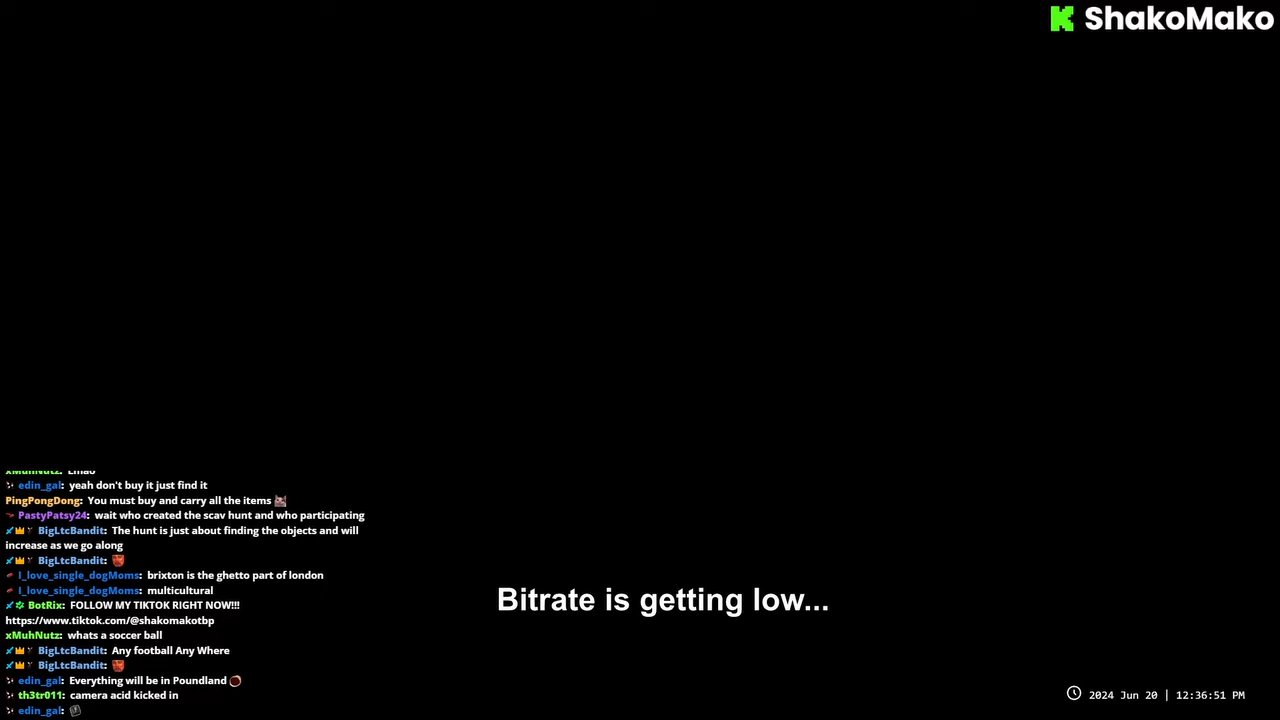 ShakoMako
xMuhNutz: Lmao
edin_gal: yeah don't buy it just find it
PingPongDong: You must buy and carry all the items
PastyPatsy24: wait who created the scav hunt and who participating
BigLtcBandit: The hunt is just about finding the objects and will
increase as we go along
BigLtcBandit:
I_love_single_dogMoms: brixton is the ghetto part of london
I_love_single_dogMoms: multicultural
BotRix: FOLLOW MY TIKTOK RIGHT NOW!!!
https://www.tiktok.com/@shakomakotbp
xMuhNutz: whats a soccer ball
BigLtcBandit: Any football Any Where
BigLtcBandit:
edin_gal: Everything will be in Poundland
th3tr011: camera acid kicked in
edin_gal:
Bitrate is getting low...
2024 Jun 20 | 12:36:51 PM